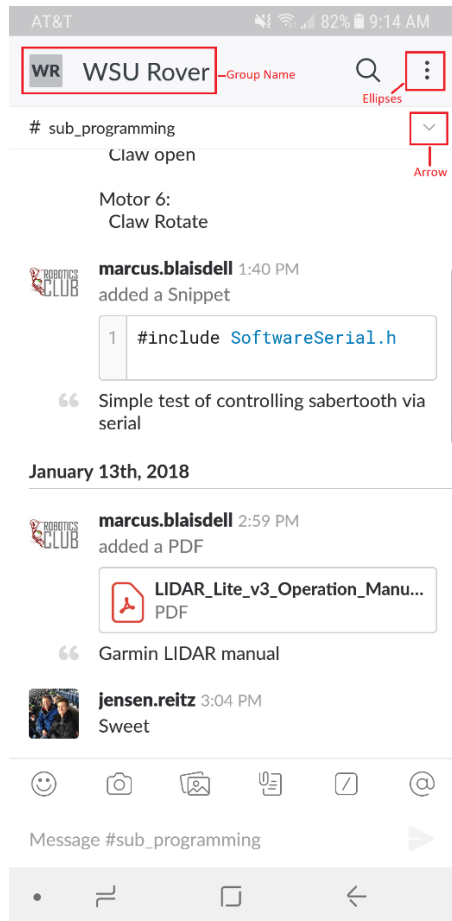 AT&T 82% 9:14 AM
WR WSU Rover Group Name
Ellipses
# sub_programming
Arrow
Claw open
Motor 6:
Claw Rotate
marcus.blaisdell 1:40 PM
ROBOTICS CLUB
added a Snippet
1 #include SoftwareSerial.h
Simple test of controlling sabertooth via
serial
January 13th, 2018
marcus.blaisdell 2:59 PM
ROBOTICS CLUB
added a PDF
LIDAR_Lite_v3_Operation_Manu...
PDF
Garmin LIDAR manual
jensen.reitz 3:04 PM
Sweet
Message #sub_programming